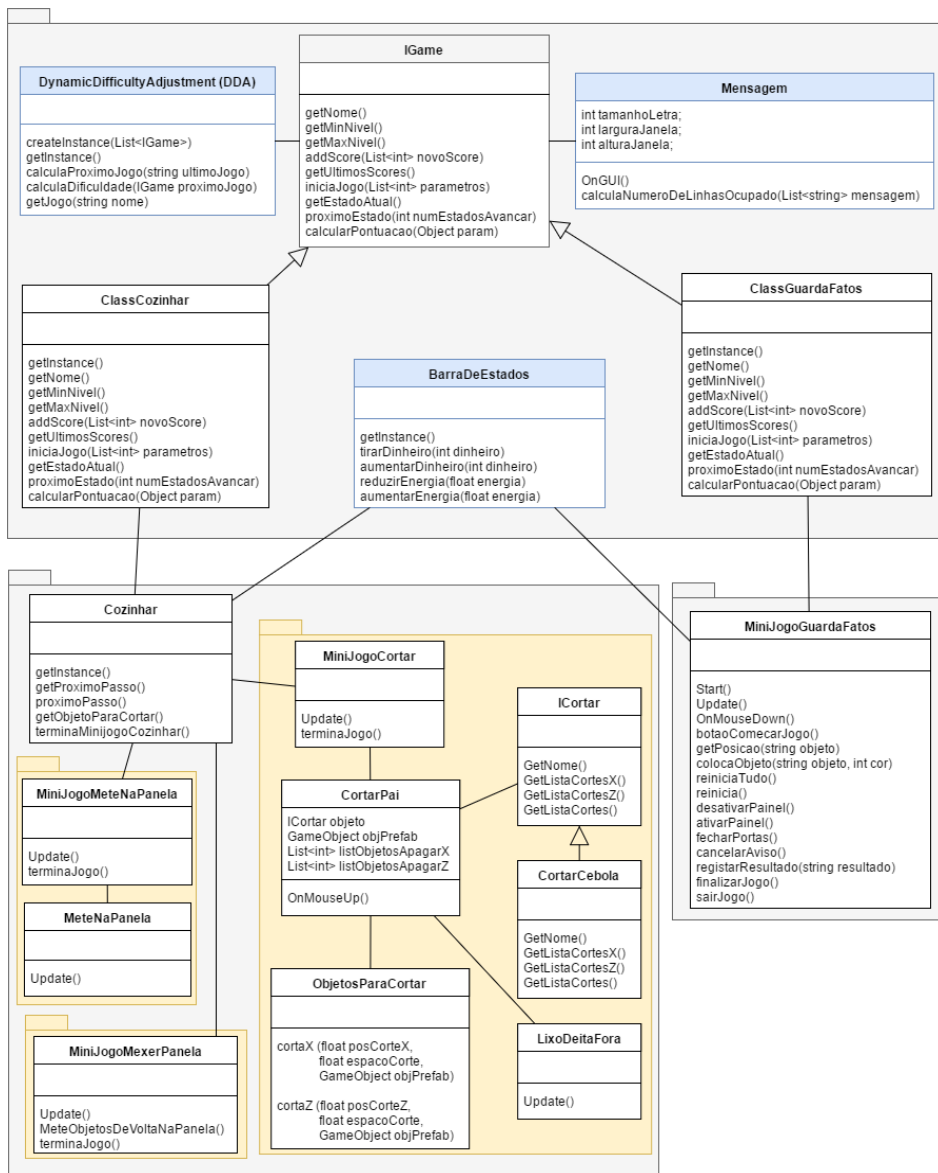 IGame
getNome()
getMinNivel()
getMaxNivel()
addScore(List<int> novoScore)
getUltimosScores()
iniciaJogo(List<int> parametros)
getEstadoAtual()
proximoEstado(int numEstadosAvancar)
calcularPontuacao(Object param)
DynamicDifficultyAdjustment (DDA)
createInstance(List<IGame>)
getInstance()
calculaProximoJogo(string ultimoJogo)
calculaDificuldade(IGame proximoJogo)
getJogo(string nome)
Mensagem
int tamanhoLetra;
int larguraJanela;
int alturaJanela;
OnGUI()
calculaNumeroDeLinhasOcupado(List<string> mensagem)
ClassCozinhar
getInstance()
getNome()
getMinNivel()
getMaxNivel()
addScore(List<int> novoScore)
getUltimosScores()
iniciaJogo(List<int> parametros)
getEstadoAtual()
proximoEstado(int numEstadosAvancar)
calcularPontuacao(Object param)
BarraDeEstados
getInstance()
tirarDinheiro(int dinheiro)
aumentarDinheiro(int dinheiro)
reduzirEnergia(float energia)
aumentarEnergia(float energia)
ClassGuardaFatos
getInstance()
getNome()
getMinNivel()
getMaxNivel()
addScore(List<int> novoScore)
getUltimosScores()
iniciaJogo(List<int> parametros)
getEstadoAtual()
proximoEstado(int numEstadosAvancar)
calcularPontuacao(Object param)
Cozinhar
getInstance()
getProximoPasso()
proximoPasso()
getObjetoParaCortar()
terminaMinijogoCozinhar()
MiniJogoMeteNaPanela
Update()
terminaJogo()
MeteNaPanela
Update()
MiniJogoMexerPanela
Update()
MeteObjetosDeVoltaNaPanela()
terminaJogo()
MiniJogoCortar
Update()
terminaJogo()
CortarPai
ICortar objeto
GameObject objPrefab
List<int> listObjetosApagarX
List<int> listObjetosApagarZ
OnMouseUp()
ObjetosParaCortar
cortaX (float posCorteX,
float espacoCorte,
GameObject objPrefab)
cortaZ (float posCorteZ,
float espacoCorte,
GameObject objPrefab)
ICortar
GetNome()
GetListaCortesX()
GetListaCortesZ()
GetListaCortes()
CortarCebola
GetNome()
GetListaCortesX()
GetListaCortesZ()
GetListaCortes()
LixoDeitaFora
Update()
MiniJogoGuardaFatos
Start()
Update()
OnMouseDown()
botaoComecarJogo()
getPosicao(string objeto)
colocaObjeto(string objeto, int cor)
reiniciaTudo()
reinicia()
desativarPainel()
ativarPainel()
fecharPortas()
cancelarAviso()
registarResultado(string resultado)
finalizarJogo()
sairJogo()